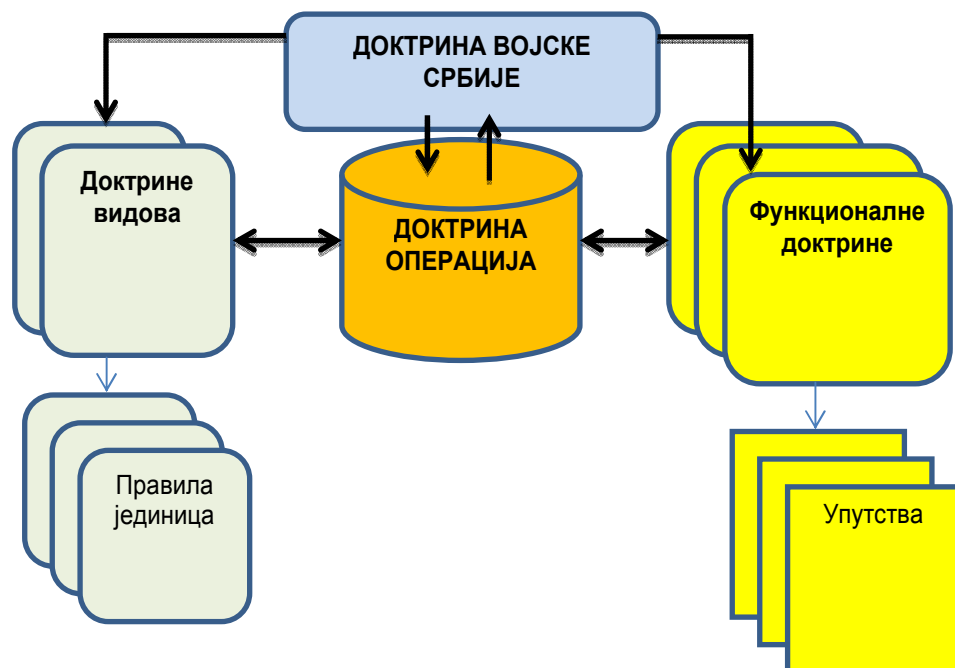 ДОКТРИНА ВОЈСКЕ
СРБИЈЕ
Доктрине
видова
ДОКТРИНА
ОПЕРАЦИЈА
Функционалне
доктрине
Правила
јединица
Упутства